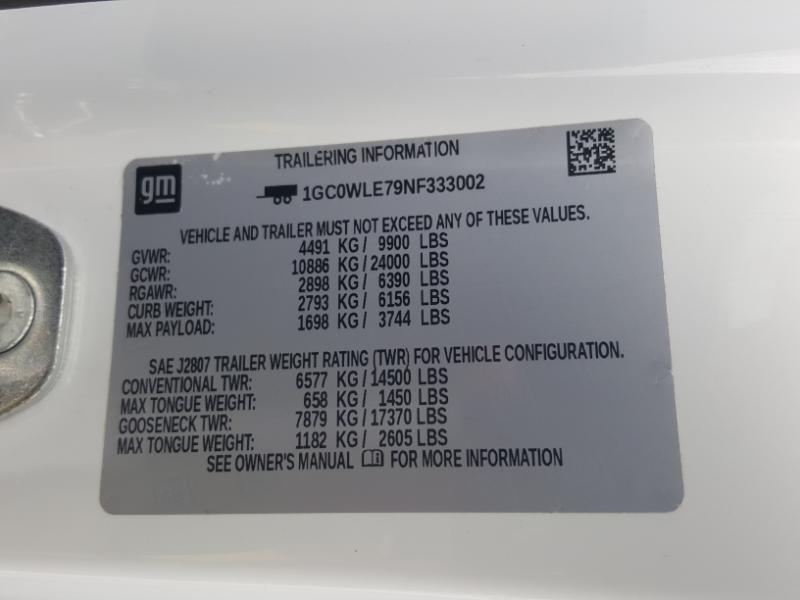 gm
TRAILERING INFORMATION
1GC0WLE79NF333002
VEHICLE AND TRAILER MUST NOT EXCEED ANY OF THESE VALUES.
GVWR: 4491 KG / 9900 LBS
GCWR: 10886 KG / 24000 LBS
RGAWR: 2898 KG / 6390 LBS
CURB WEIGHT: 2793 KG / 6156 LBS
MAX PAYLOAD: 1698 KG / 3744 LBS
SAE J2807 TRAILER WEIGHT RATING (TWR) FOR VEHICLE CONFIGURATION.
CONVENTIONAL TWR: 6577 KG / 14500 LBS
MAX TONGUE WEIGHT: 658 KG / 1450 LBS
GOOSENECK TWR: 7879 KG / 17370 LBS
MAX TONGUE WEIGHT: 1182 KG / 2605 LBS
SEE OWNER'S MANUAL FOR MORE INFORMATION